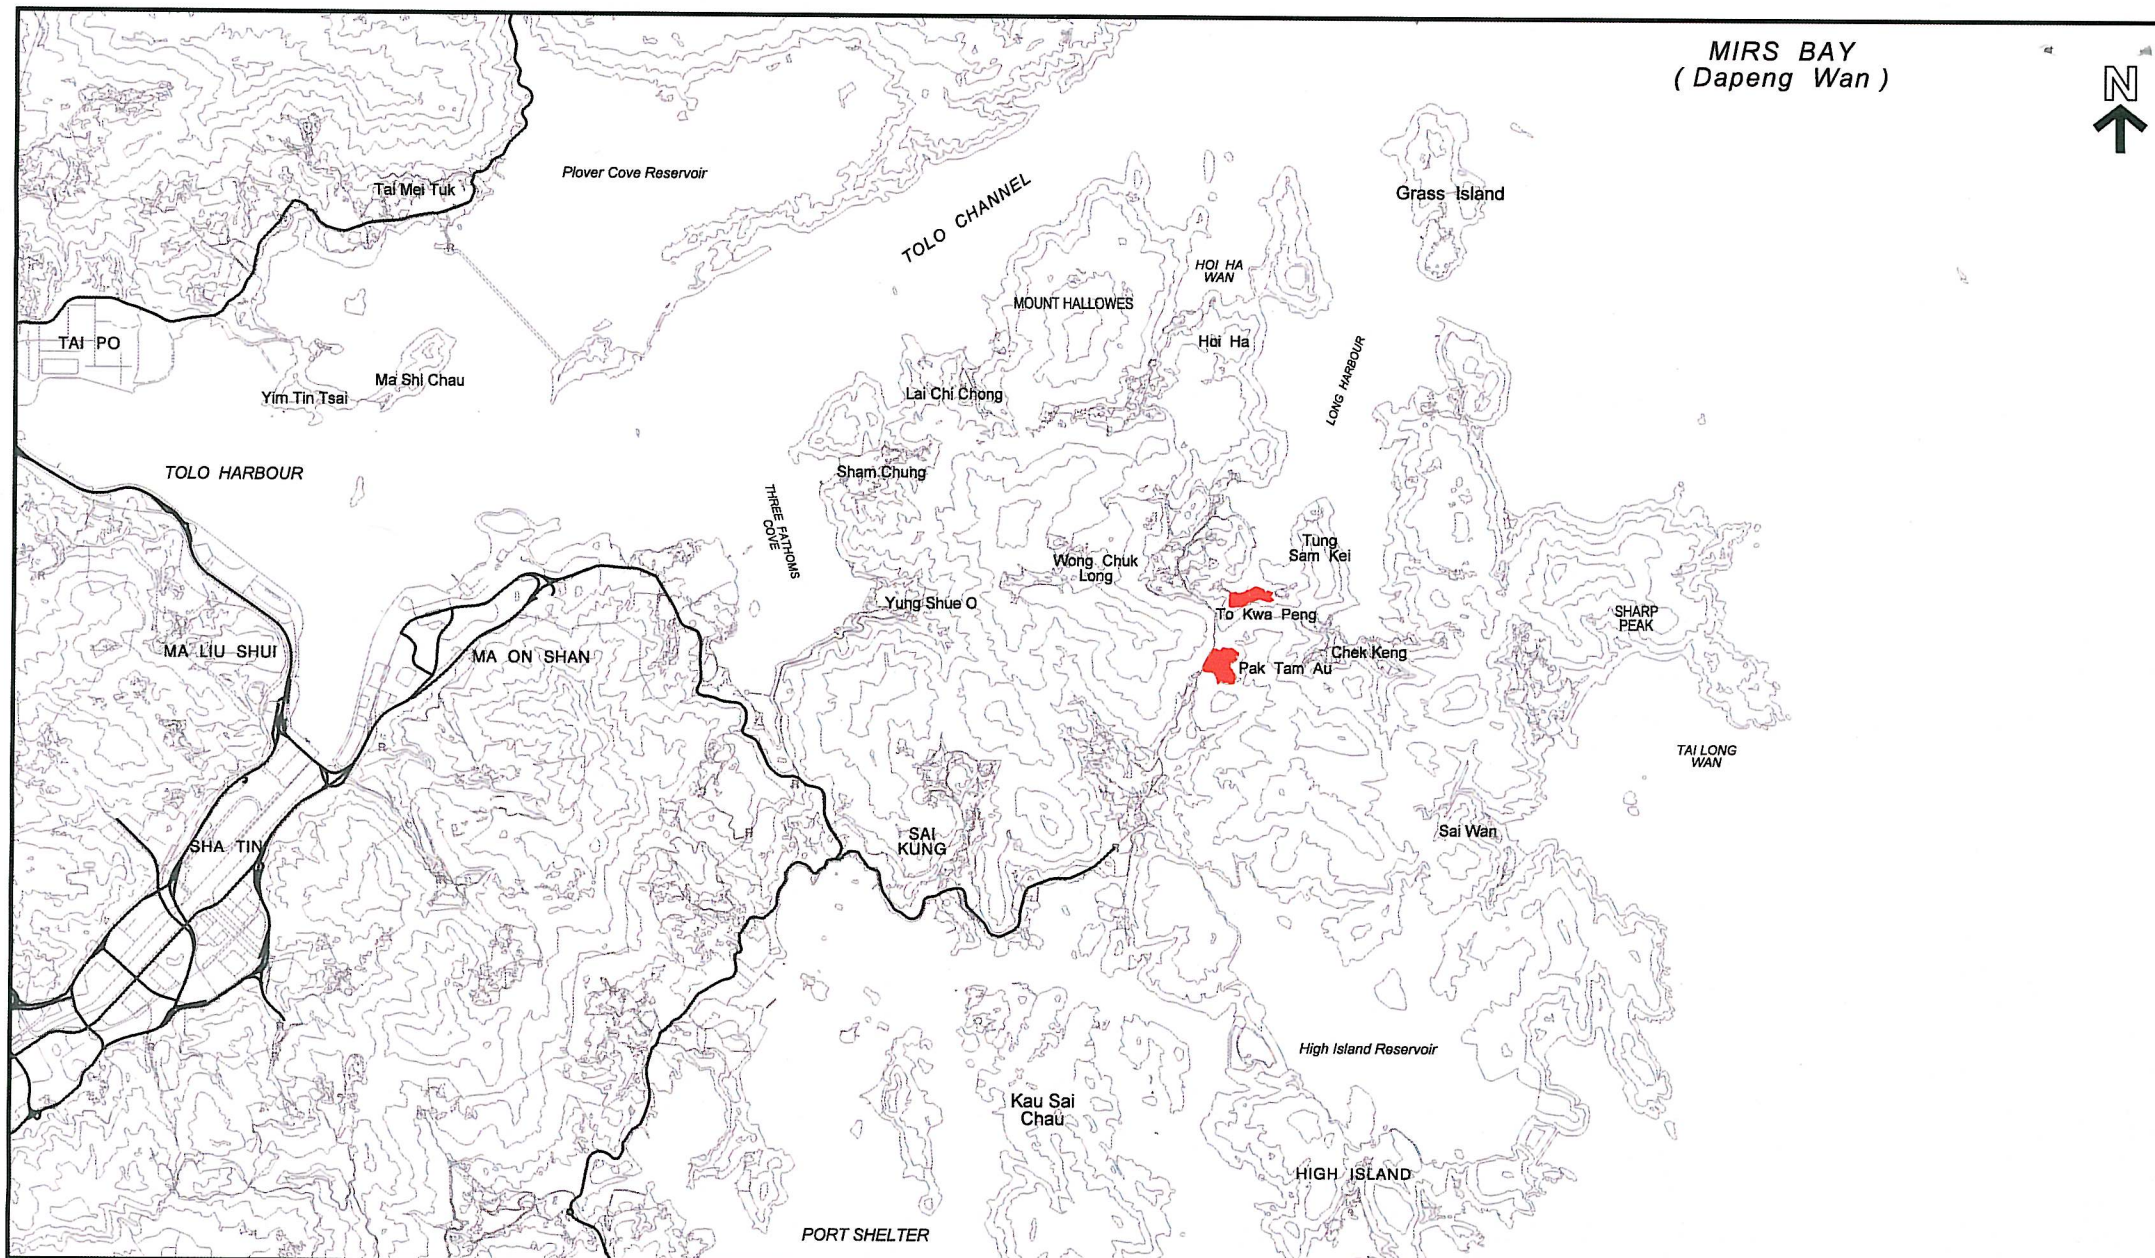 MIRS BAY
( Dapeng Wan )
N
Tai Mei Tuk
Plover Cove Reservoir
Grass Island
TOLO CHANNEL
HOI HA
WAN
MOUNT HALLOWES
Hoi Ha
TAI PO
Ma Shi Chau
Yim Tin Tsai
Lai Chi Chong
LONG HARBOUR
TOLO HARBOUR
Sham Chung
THREE FATHOMS
COVE
Tung
Sam Kei
Wong Chuk
Long
Yung Shue O
To Kwa Peng
SHARP
PEAK
MA LIU SHUI
MA ON SHAN
Chek Keng
Pak Tam Au
TAI LONG
WAN
SHA TIN
SAI
KUNG
Sai Wan
High Island Reservoir
Kau Sai
Chau
HIGH ISLAND
PORT SHELTER